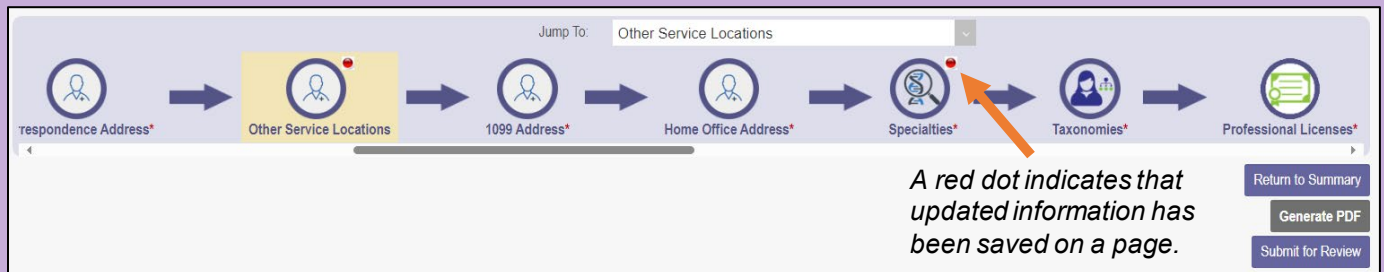 Jump To: Other Service Locations
respondence Address* Other Service Locations 1099 Address* Home Office Address* Specialties* Taxonomies* Professional Licenses*
A red dot indicates that
updated information has
been saved on a page.
Return to Summary
Generate PDF
Submit for Review